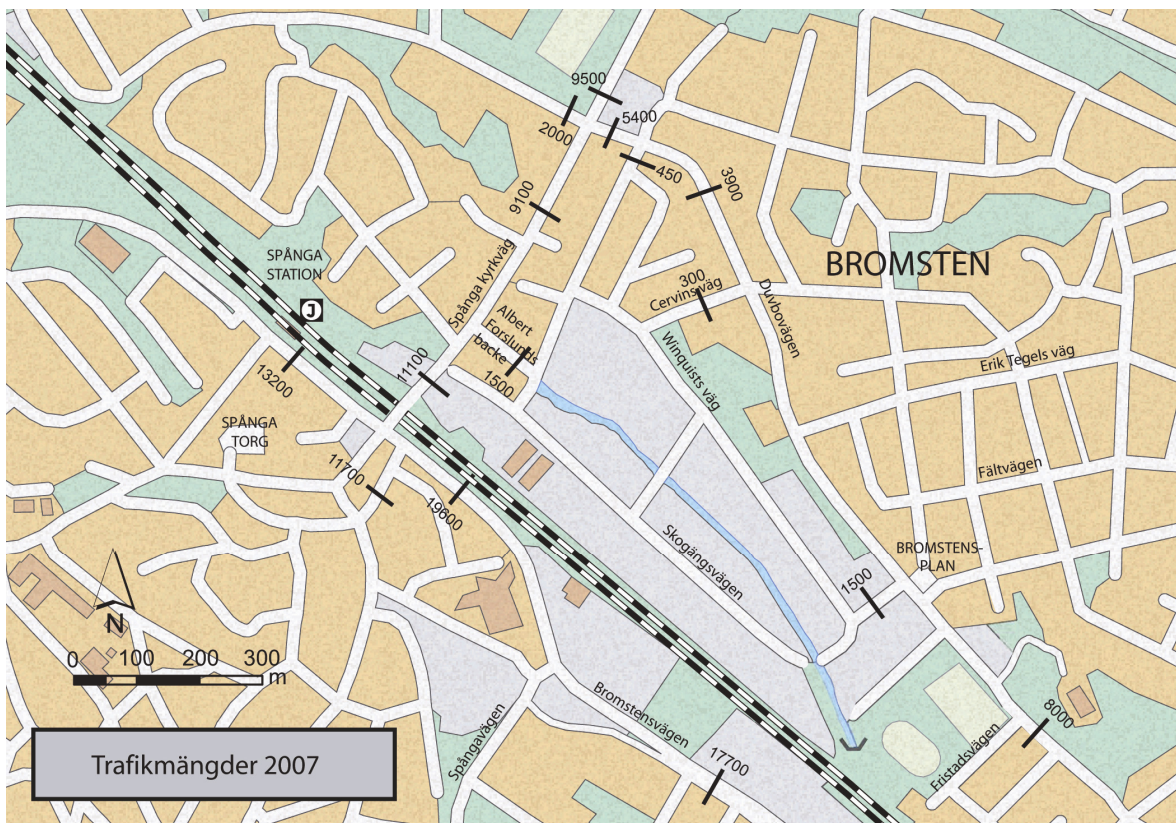 9500
2000
5400
450
3900
9100
SPÅNGA
STATION
J
Spånga kyrkväg
BROMSTEN
300
Cervins väg
Duvbovägen
Albert
Forslunds
backe
Winquists väg
Erik Tegels väg
13200
11100
1500
SPÅNGA
TORG
11700
19600
Fältvägen
Skogängsvägen
BROMSTENS-
PLAN
1500
N
0 100 200 300
m
Bromstensvägen
Spångavägen
Fristadsvägen
8000
17700
Trafikmängder 2007